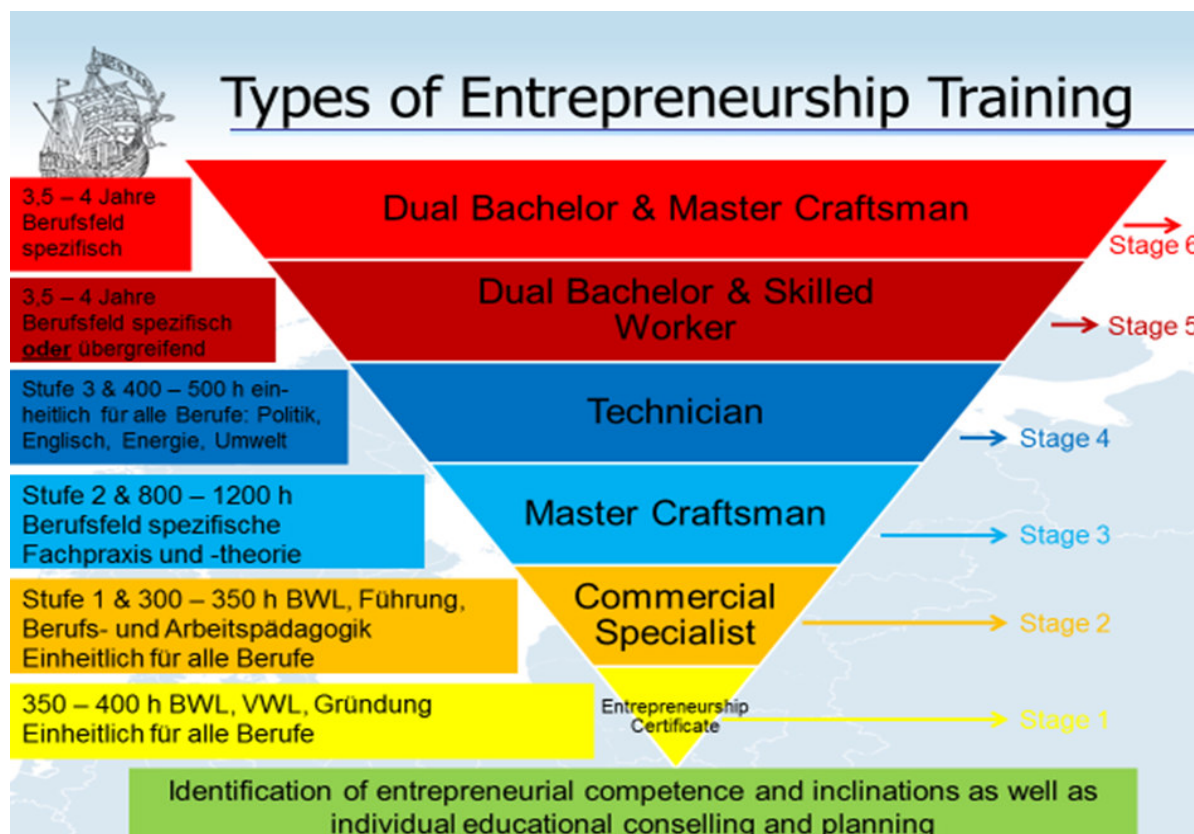 Types of Entrepreneurship Training
3,5 – 4 Jahre
Berufsfeld
spezifisch
Dual Bachelor & Master Craftsman
Stage 6
3,5 – 4 Jahre
Berufsfeld spezifisch
oder übergreifend
Dual Bachelor & Skilled
Worker
Stage 5
Stufe 3 & 400 – 500 h ein-
heitlich für alle Berufe: Politik,
Englisch, Energie, Umwelt
Technician
Stage 4
Stufe 2 & 800 – 1200 h
Berufsfeld spezifische
Fachpraxis und -theorie
Master Craftsman
Stage 3
Stufe 1 & 300 – 350 h BWL, Führung,
Berufs- und Arbeitspädagogik
Einheitlich für alle Berufe
Commercial
Specialist
Stage 2
350 – 400 h BWL, VWL, Gründung
Einheitlich für alle Berufe
Entrepreneurship
Certificate
Stage 1
Identification of entrepreneurial competence and inclinations as well as
individual educational conselling and planning